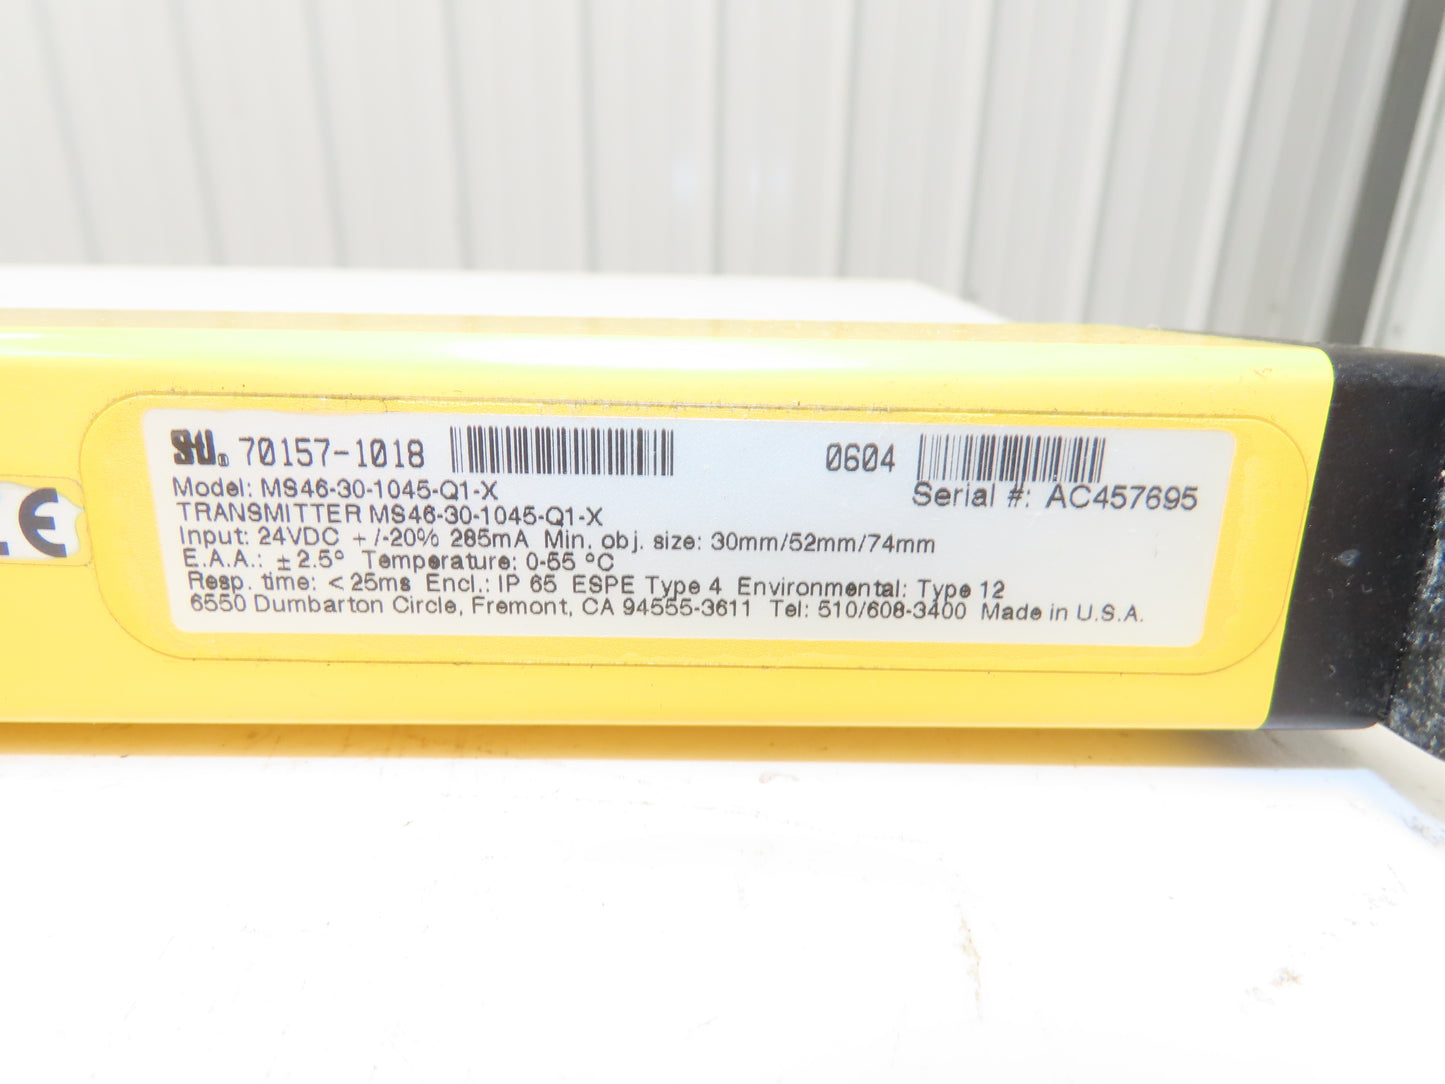 STI® 70157-1018 0604
Model: MS46-30-1045-Q1-X Serial #: AC457695
TRANSMITTER MS46-30-1045-Q1-X
Input: 24VDC +/-20% 285mA Min. obj. size: 30mm/52mm/74mm
E.A.A.: ± 2.5° Temperature: 0-55 °C
Resp. time: < 25ms Encl.: IP 65 ESPE Type 4 Environmental: Type 12
6550 Dumbarton Circle, Fremont, CA 94555-3611 Tel: 510/608-3400 Made in U.S.A.
CE